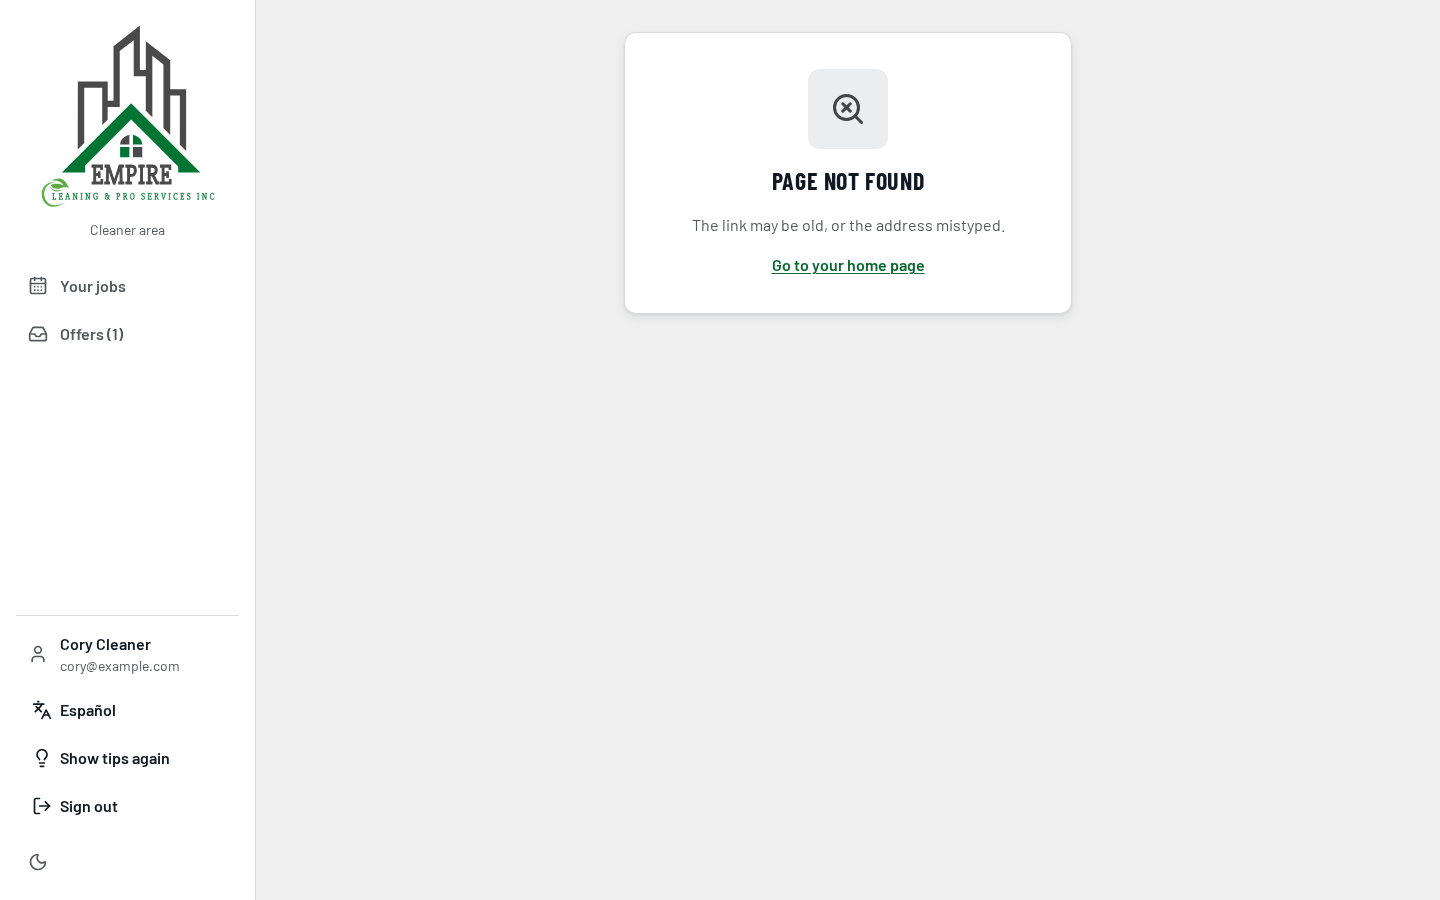 EMPIRE
LEANING & PRO SERVICES INC
Cleaner area
Your jobs
Offers (1)
Cory Cleaner
cory@example.com
Español
Show tips again
Sign out
PAGE NOT FOUND
The link may be old, or the address mistyped.
Go to your home page